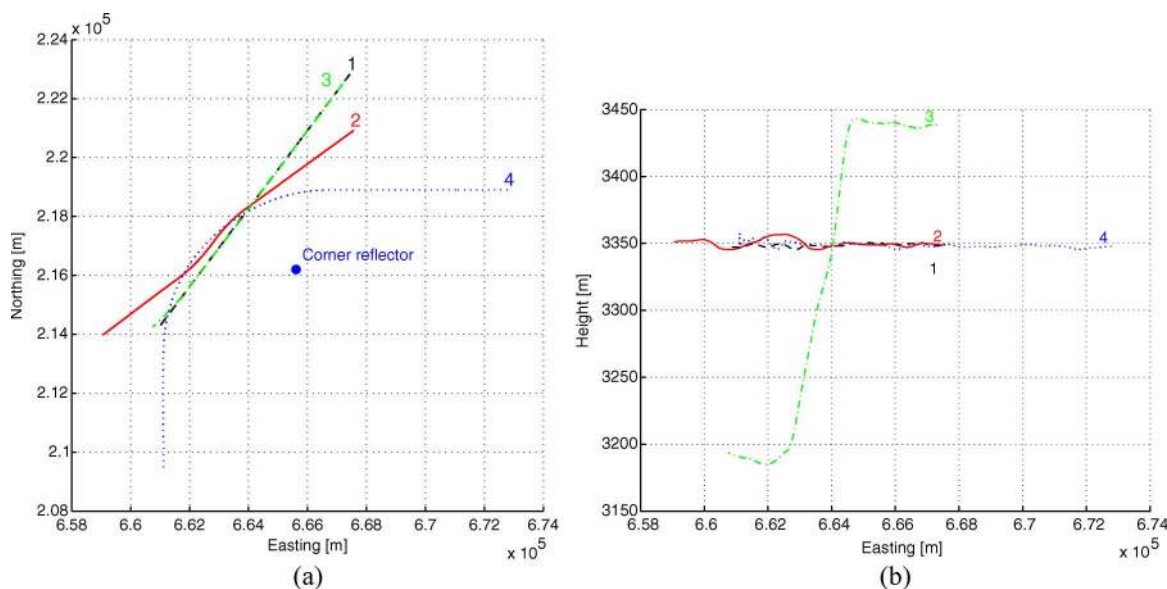 x 10^5
2.24
2.22
2.2
2.18
2.16
2.14
2.12
2.1
2.08
Northing [m]
1
3
2
4
Corner reflector
6.58 6.6 6.62 6.64 6.66 6.68 6.7 6.72 6.74
Easting [m]
x 10^5
(a)
3450
3400
3350
3300
3250
3200
3150
Height [m]
3
2
4
1
6.58 6.6 6.62 6.64 6.66 6.68 6.7 6.72 6.74
Easting [m]
x 10^5
(b)